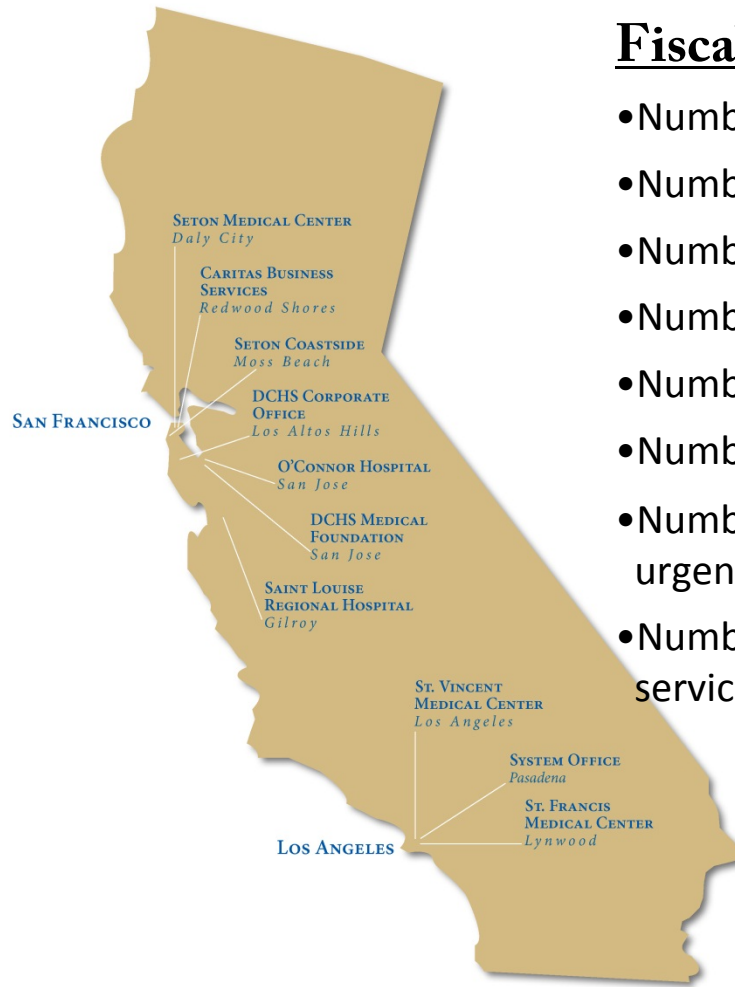 Fiscal
•Numb
•Numb
•Numb
•Numb
•Numb
•Numb
•Numb
urgen
•Numb
servic
SETON MEDICAL CENTER
Daly City
CARITAS BUSINESS
SERVICES
Redwood Shores
SETON COASTSIDE
Moss Beach
DCHS CORPORATE
OFFICE
Los Altos Hills
SAN FRANCISCO
O'CONNOR HOSPITAL
San Jose
DCHS MEDICAL
FOUNDATION
San Jose
SAINT LOUISE
REGIONAL HOSPITAL
Gilroy
ST. VINCENT
MEDICAL CENTER
Los Angeles
SYSTEM OFFICE
Pasadena
ST. FRANCIS
MEDICAL CENTER
Lynwood
LOS ANGELES